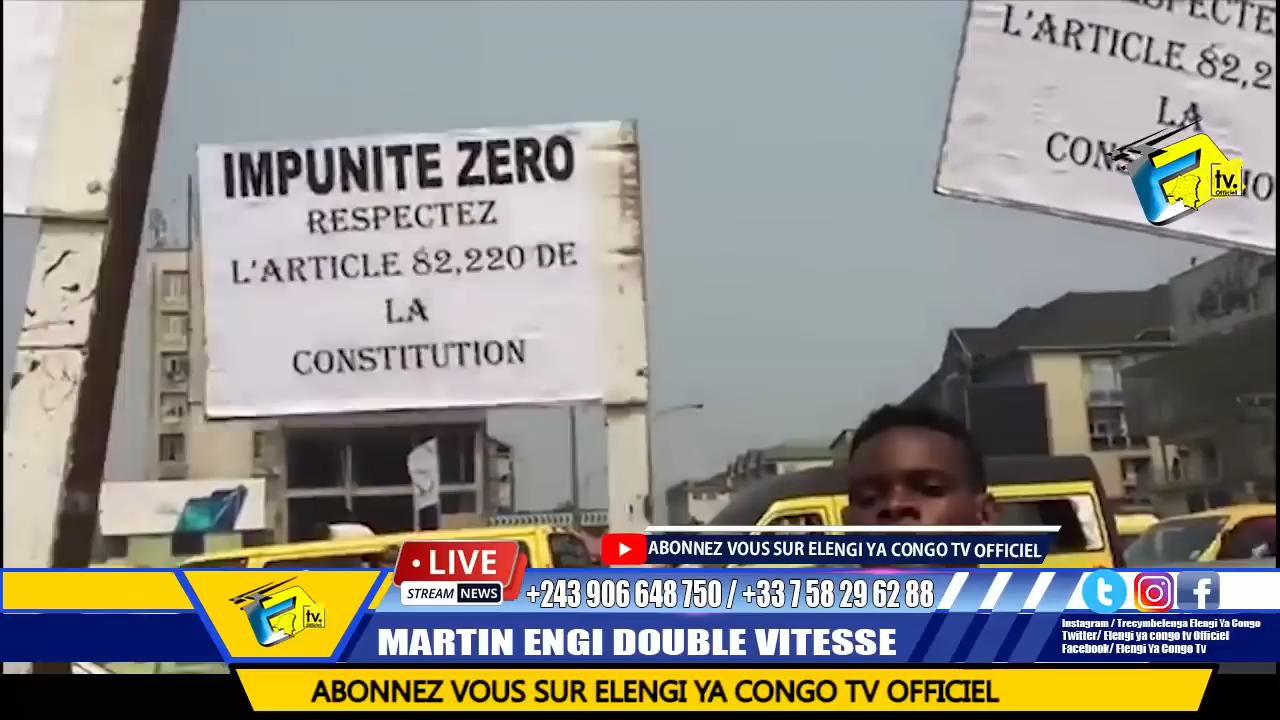 IMPUNITE ZERO
RESPECTEZ
L'ARTICLE 82,220 DE
LA
CONSTITUTION
L'ARTICLE 82,2
LA
tv.
Officiel
ABONNEZ VOUS SUR ELENGI YA CONGO TV OFFICIEL
LIVE
STREAM NEWS
+243 906 648 750 / +33 7 58 29 62 88
tv.
Officiel
MARTIN ENGI DOUBLE VITESSE
Instagram / Trecymbelenga Elengi Ya Congo
Twitter/ Elengi ya congo tv Officiel
Facebook/ Elengi Ya Congo Tv
ABONNEZ VOUS SUR ELENGI YA CONGO TV OFFICIEL